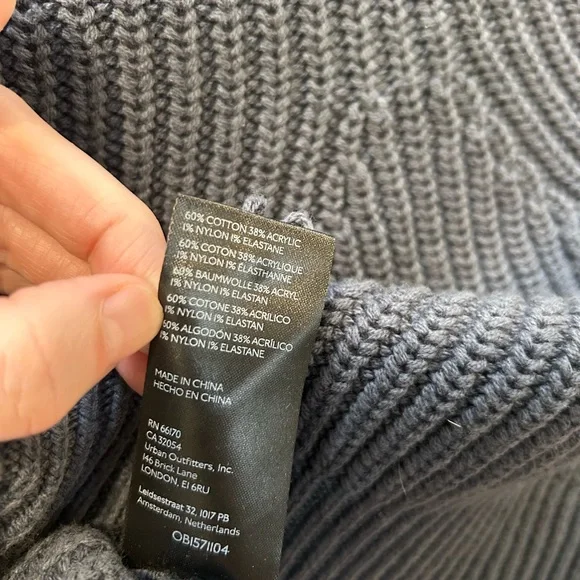 60% COTTON 38% ACRYLIC
1% NYLON 1% ELASTANE
60% COTON 38% ACRYLIQUE
1% NYLON 1% ELASTHANNE
60% BAUMWOLLE 38% ACRYL
1% NYLON 1% ELASTAN
60% COTONE 38% ACRILICO
1% NYLON 1% ELASTAN
60% ALGODÓN 38% ACRÍLICO
1% NYLON 1% ELASTANE
MADE IN CHINA
HECHO EN CHINA
RN 66170
CA 32054
Urban Outfitters, Inc.
146 Brick Lane
LONDON, E1 6RU
Leidsestraat 32, 1017 PB
Amsterdam, Netherlands
OB1571104